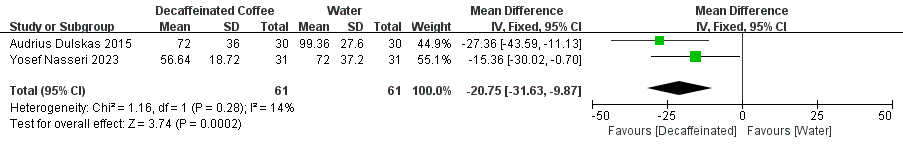 Decaffeinated Coffee Water Mean Difference Mean Difference
Study or Subgroup Mean SD Total Mean SD Total Weight IV, Fixed, 95% CI IV, Fixed, 95% CI
Audrius Dulskas 2015 72 36 30 99.36 27.6 30 44.9% -27.36 [-43.59, -11.13]
Yosef Nasseri 2023 56.64 18.72 31 72 37.2 31 55.1% -15.36 [-30.02, -0.70]
Total (95% CI) 61 61 100.0% -20.75 [-31.63, -9.87]
Heterogeneity: Chi² = 1.16, df = 1 (P = 0.28); I² = 14%
Test for overall effect: Z = 3.74 (P = 0.0002)
-50 -25 0 25 50
Favours [Decaffeinated] Favours [Water]